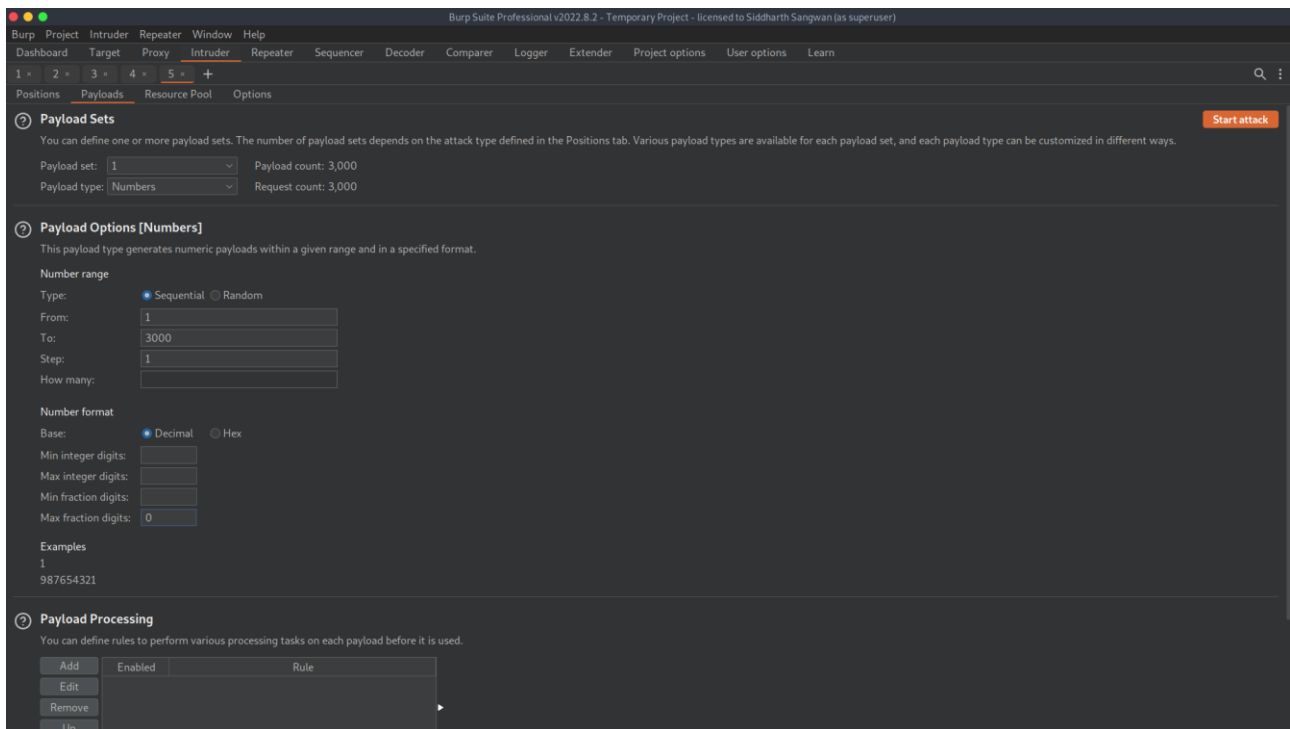 Burp Suite Professional v2022.8.2 - Temporary Project - licensed to Siddharth Sangwan (as superuser)
Burp Project Intruder Repeater Window Help
Dashboard Target Proxy Intruder Repeater Sequencer Decoder Comparer Logger Extender Project options User options Learn
1 × 2 × 3 × 4 × 5 × +
Positions Payloads Resource Pool Options
? Payload Sets Start attack
You can define one or more payload sets. The number of payload sets depends on the attack type defined in the Positions tab. Various payload types are available for each payload set, and each payload type can be customized in different ways.
Payload set: 1 Payload count: 3,000
Payload type: Numbers Request count: 3,000
? Payload Options [Numbers]
This payload type generates numeric payloads within a given range and in a specified format.
Number range
Type: Sequential Random
From: 1
To: 3000
Step: 1
How many:
Number format
Base: Decimal Hex
Min integer digits:
Max integer digits:
Min fraction digits:
Max fraction digits: 0
Examples
1
987654321
? Payload Processing
You can define rules to perform various processing tasks on each payload before it is used.
Add Enabled Rule
Edit
Remove
Up